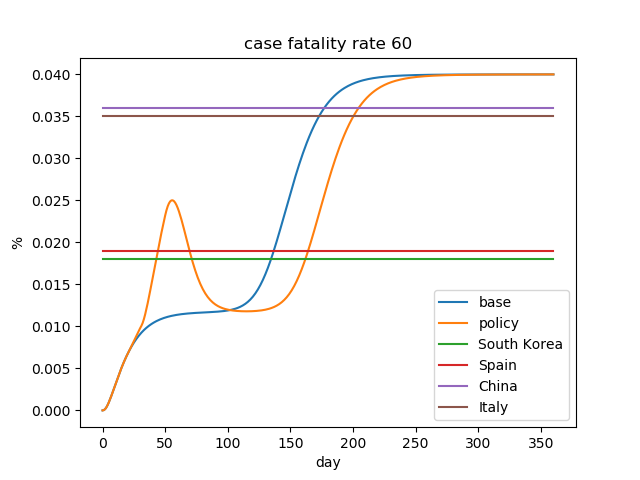 case fatality rate 60
%
0.040
0.035
0.030
0.025
0.020
0.015
0.010
0.005
0.000
base
policy
South Korea
Spain
China
Italy
0 50 100 150 200 250 300 350
day